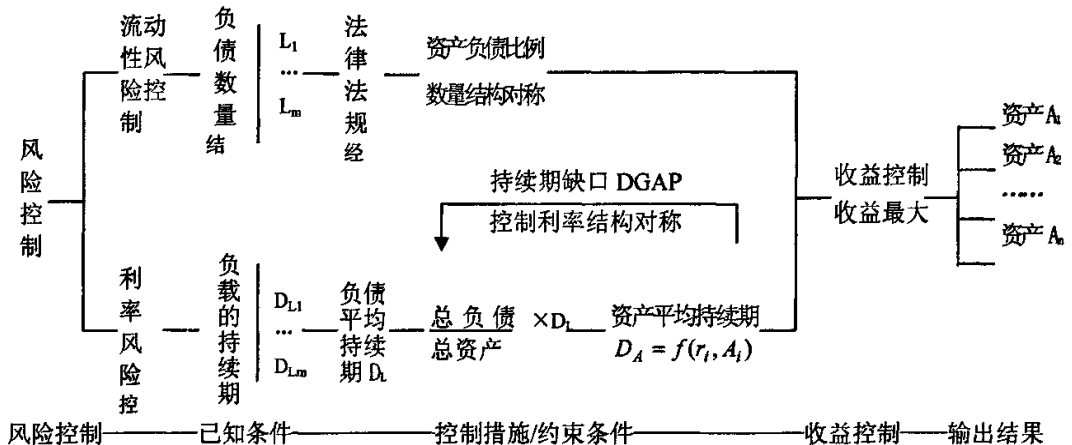 风险控制
流动性风险控制
负债数量结
L1
...
Lm
法律法规经
资产负债比例
数量结构对称
持续期缺口 DGAP
控制利率结构对称
收益控制
收益最大
资产 A1
资产 A2
......
资产 An
利率风险控
负载的持续期
DL1
...
DLm
负债平均持续期 DL
总负债
总资产
×DL
资产平均持续期
DA = f(ri, Ai)
风险控制——已知条件——控制措施/约束条件——收益控制——输出结果